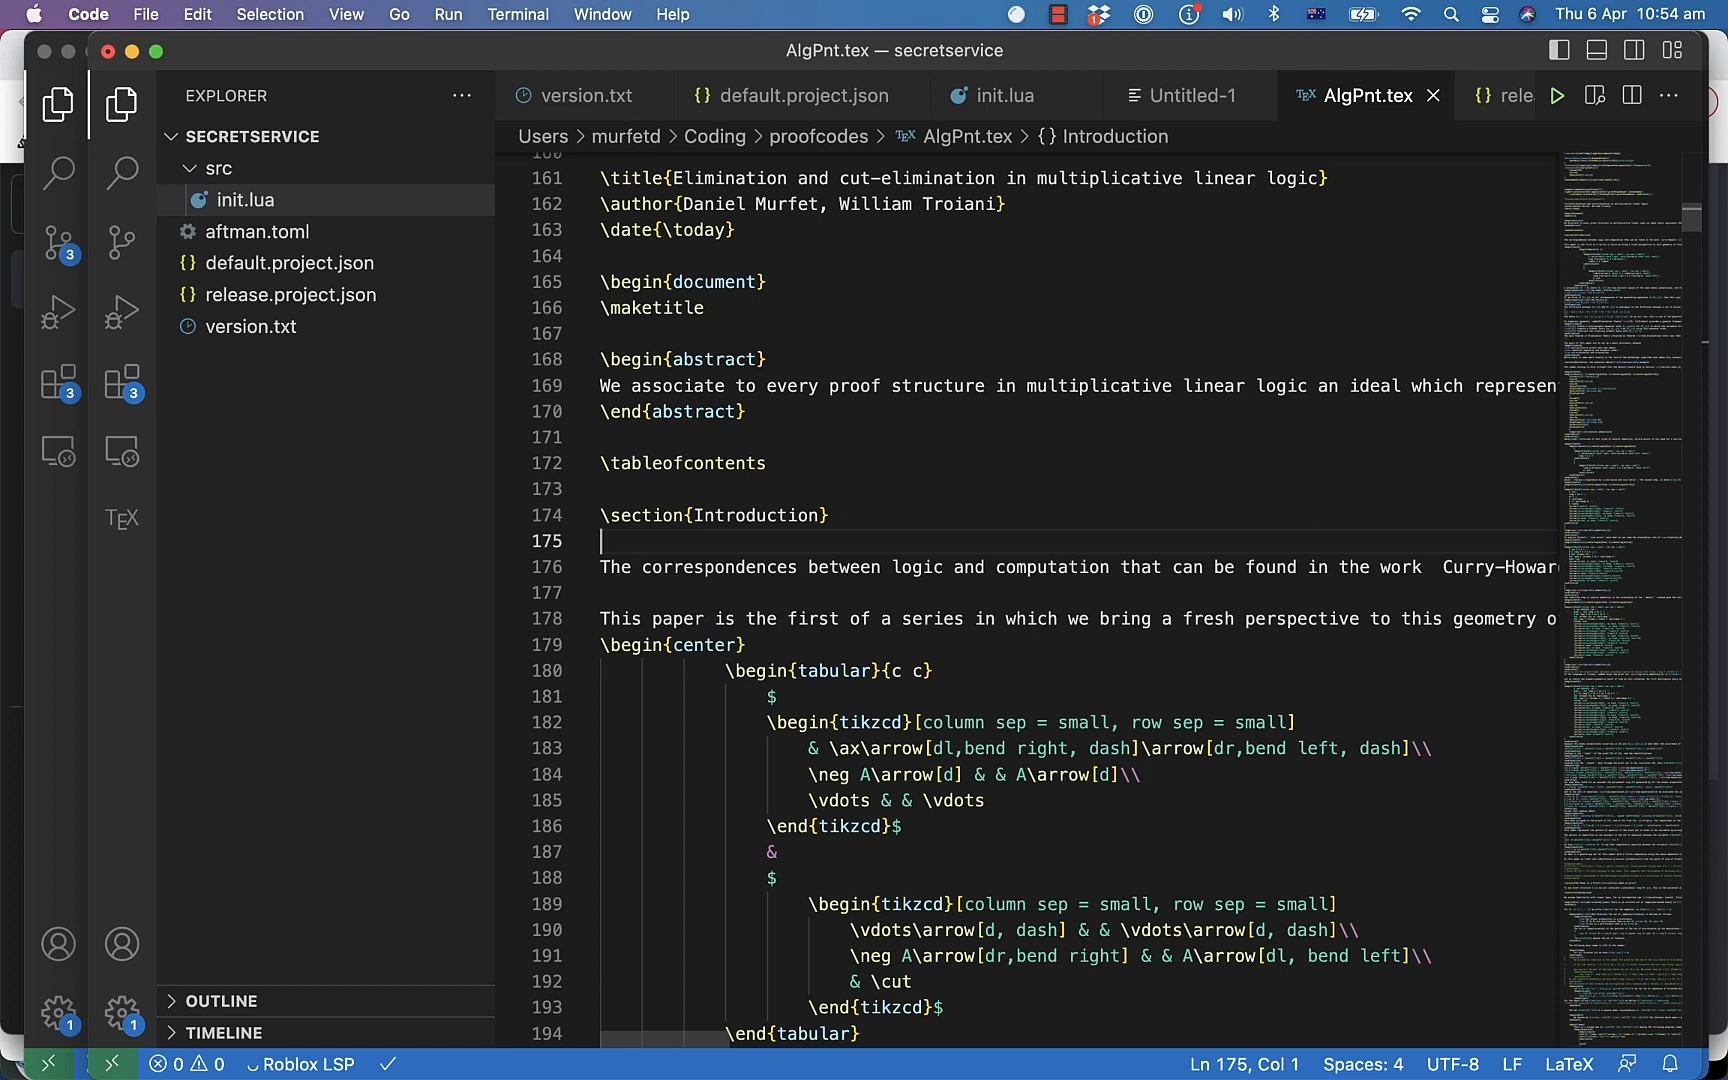 Code File Edit Selection View Go Run Terminal Window Help
1
Thu 6 Apr 10:54 am
AlgPnt.tex — secretservice
EXPLORER
SECRETSERVICE
src
init.lua
aftman.toml
default.project.json
release.project.json
version.txt
OUTLINE
TIMELINE
3
3
3
TEX
1
1
version.txt
{} default.project.json
init.lua
Untitled-1
TEX AlgPnt.tex
{} rele
Users > murfetd > Coding > proofcodes > TEX AlgPnt.tex > {} Introduction
161 \title{Elimination and cut-elimination in multiplicative linear logic}
162 \author{Daniel Murfet, William Troiani}
163 \date{\today}
164
165 \begin{document}
166 \maketitle
167
168 \begin{abstract}
169 We associate to every proof structure in multiplicative linear logic an ideal which represen
170 \end{abstract}
171
172 \tableofcontents
173
174 \section{Introduction}
175
176 The correspondences between logic and computation that can be found in the work  Curry-Howar
177
178 This paper is the first of a series in which we bring a fresh perspective to this geometry o
179 \begin{center}
180 \begin{tabular}{c c}
181 $
182 \begin{tikzcd}[column sep = small, row sep = small]
183 & \ax\arrow[dl,bend right, dash]\arrow[dr,bend left, dash]\\
184 \neg A\arrow[d] & & A\arrow[d]\\
185 \vdots & & \vdots
186 \end{tikzcd}$
187 &
188 $
189 \begin{tikzcd}[column sep = small, row sep = small]
190 \vdots\arrow[d, dash] & & \vdots\arrow[d, dash]\\
191 \neg A\arrow[dr,bend right] & & A\arrow[dl, bend left]\\
192 & \cut
193 \end{tikzcd}$
194 \end{tabular}
0 0 Roblox LSP
Ln 175, Col 1 Spaces: 4 UTF-8 LF LaTeX